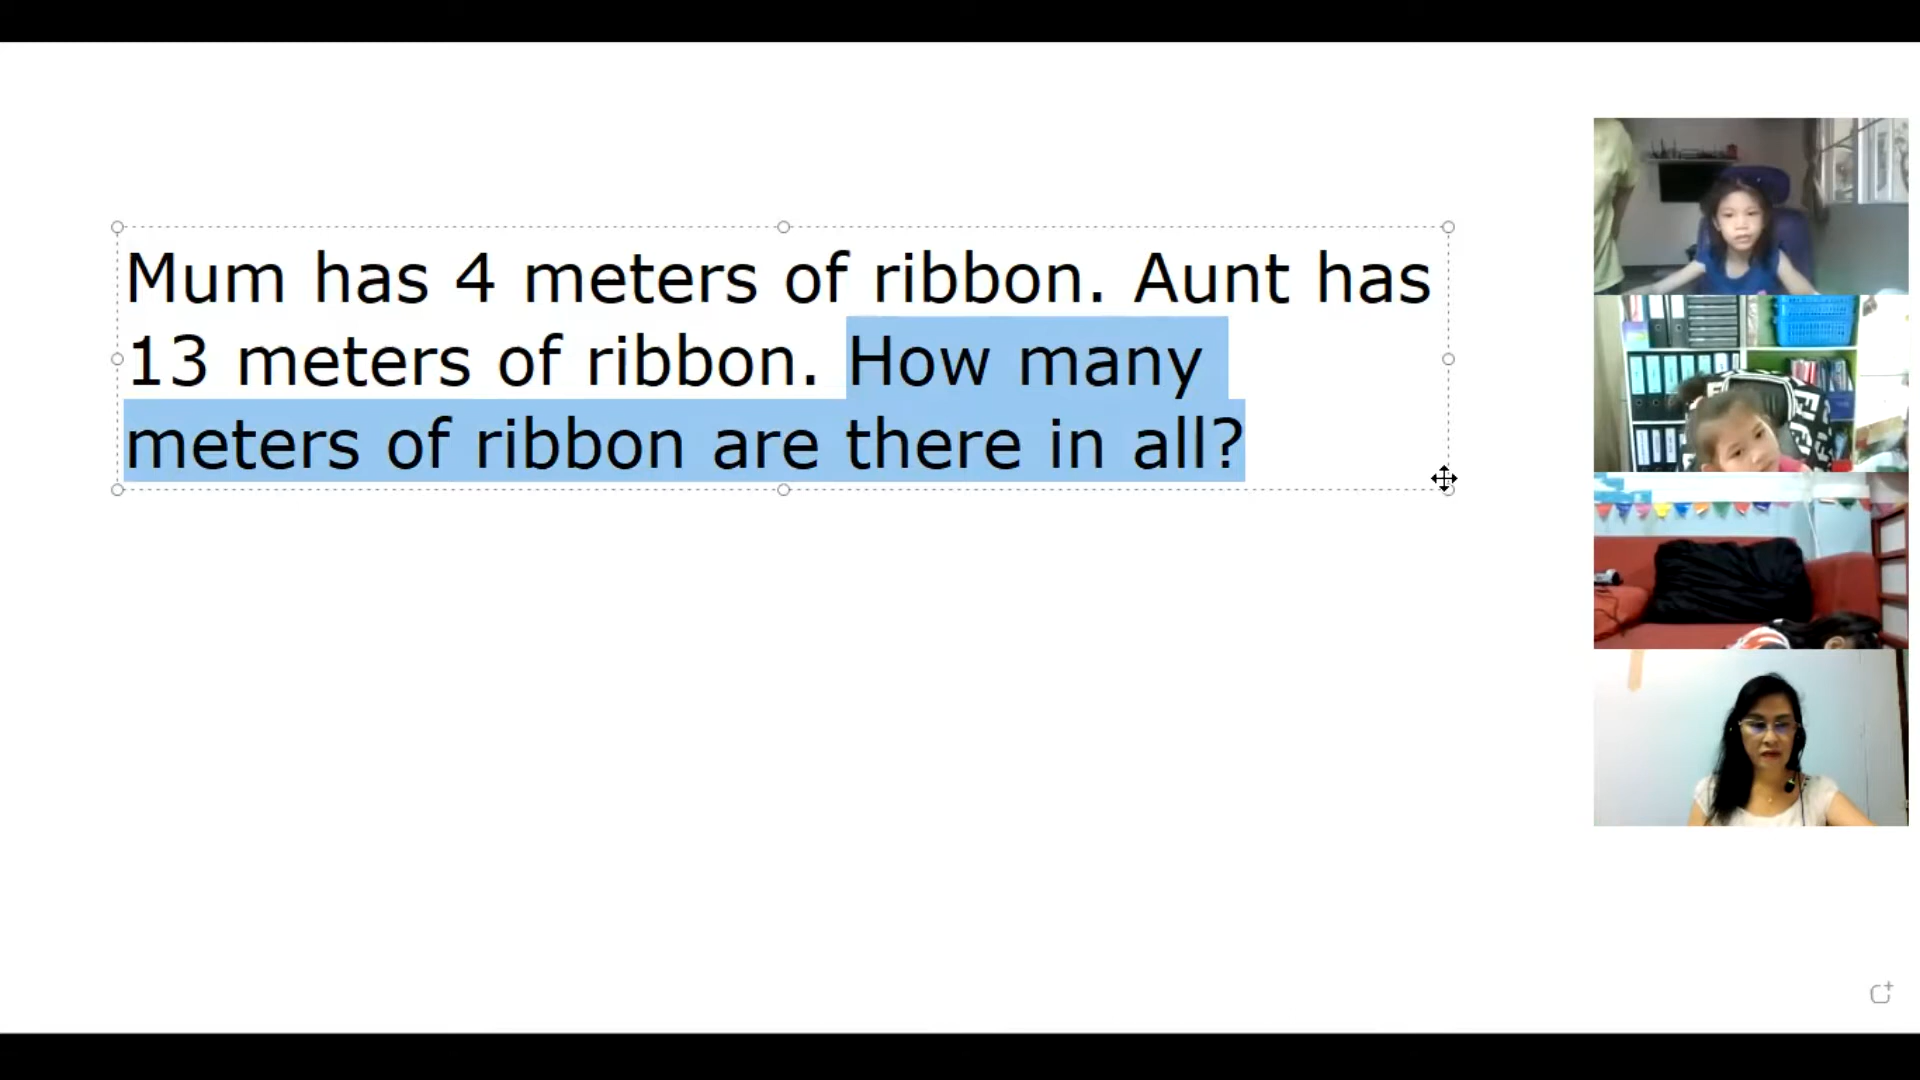 Mum has 4 meters of ribbon. Aunt has
13 meters of ribbon. How many
meters of ribbon are there in all?